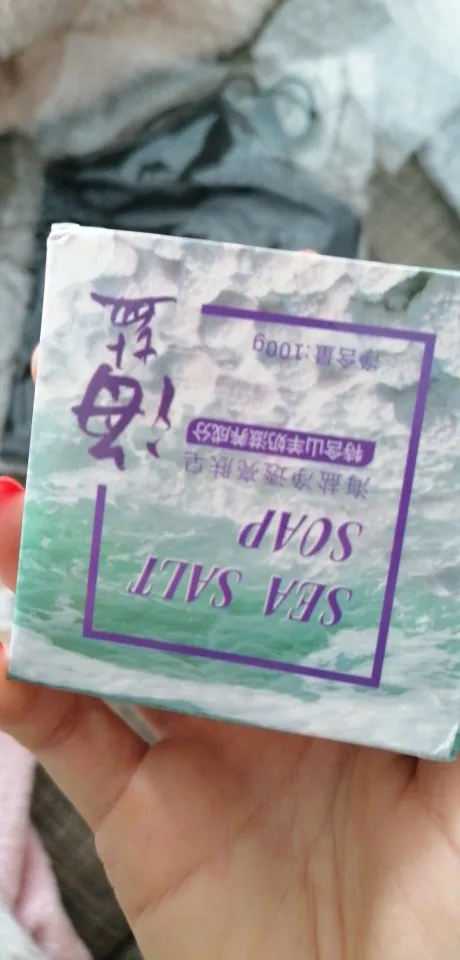 SEA SALT
SOAP
海盐净透亮肤皂
特含山羊奶滋养成分
海盐
净含量:100g